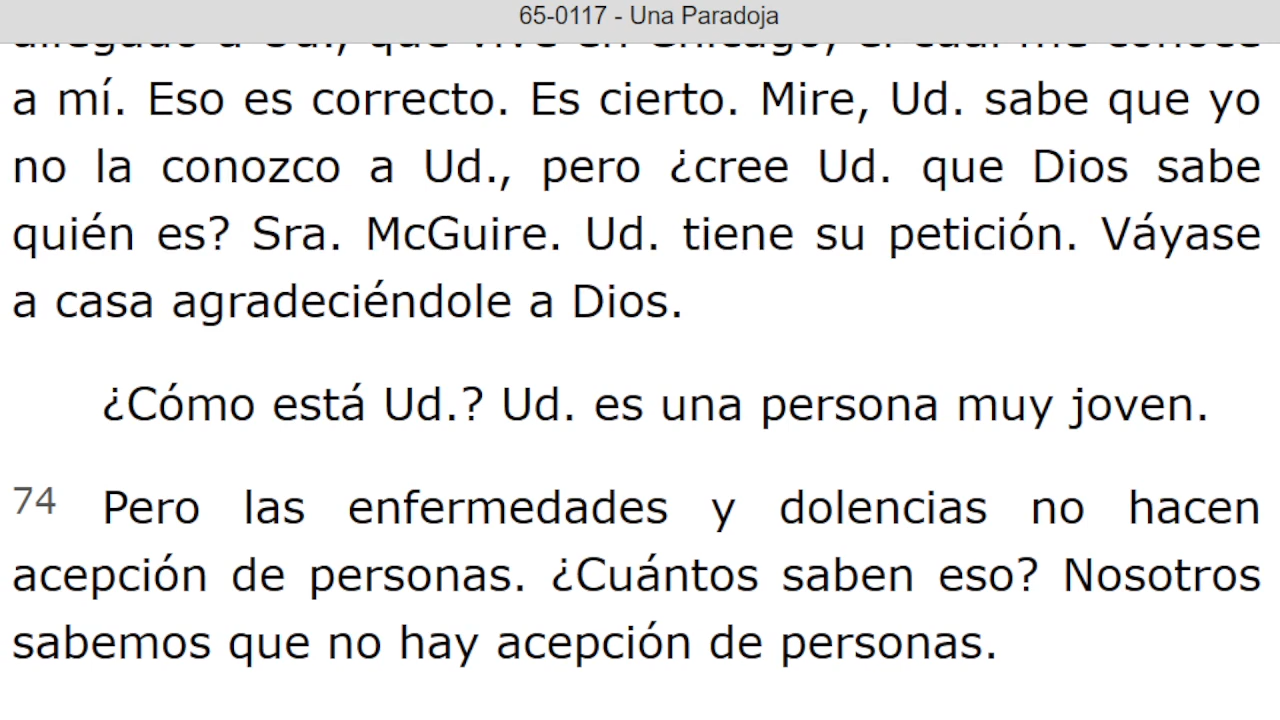 65-0117 - Una Paradoja
a mí. Eso es correcto. Es cierto. Mire, Ud. sabe que yo
no la conozco a Ud., pero ¿cree Ud. que Dios sabe
quién es? Sra. McGuire. Ud. tiene su petición. Váyase
a casa agradeciéndole a Dios.
¿Cómo está Ud.? Ud. es una persona muy joven.
74 Pero las enfermedades y dolencias no hacen
acepción de personas. ¿Cuántos saben eso? Nosotros
sabemos que no hay acepción de personas.